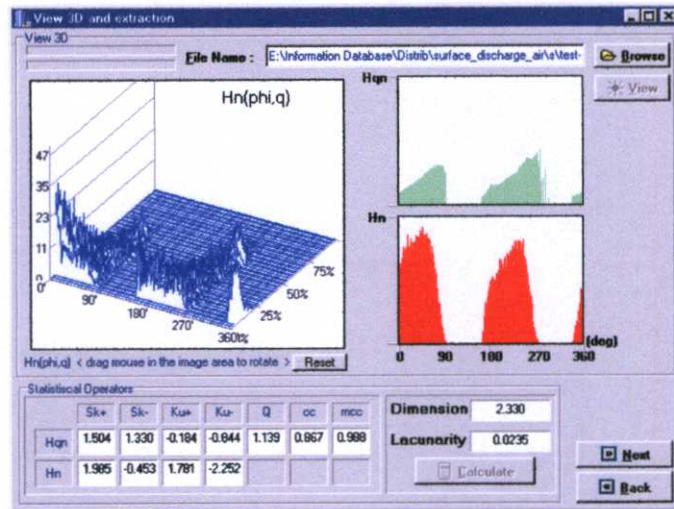 View 3D and extraction
View 3D
File Name : E:\Information Database\Distrib\surface_discharge_air\s\test-
Browse
View
Hn(phi,q)
47
35
23
11
0
0'
90'
180'
270'
360'
25%
50%
75%
Hn(phi,q) < drag mouse in the image area to rotate >
Reset
Hqn
Hn
(deg)
0 90 180 270 360
Statistiscal Operators
Sk+ Sk- Ku+ Ku- Q cc mcc
Hqn 1.504 1.330 -0.184 -0.844 1.139 0.867 0.988
Hn 1.985 -0.453 1.781 -2.252
Dimension 2.330
Lacunarity 0.0235
Calculate
Next
Back